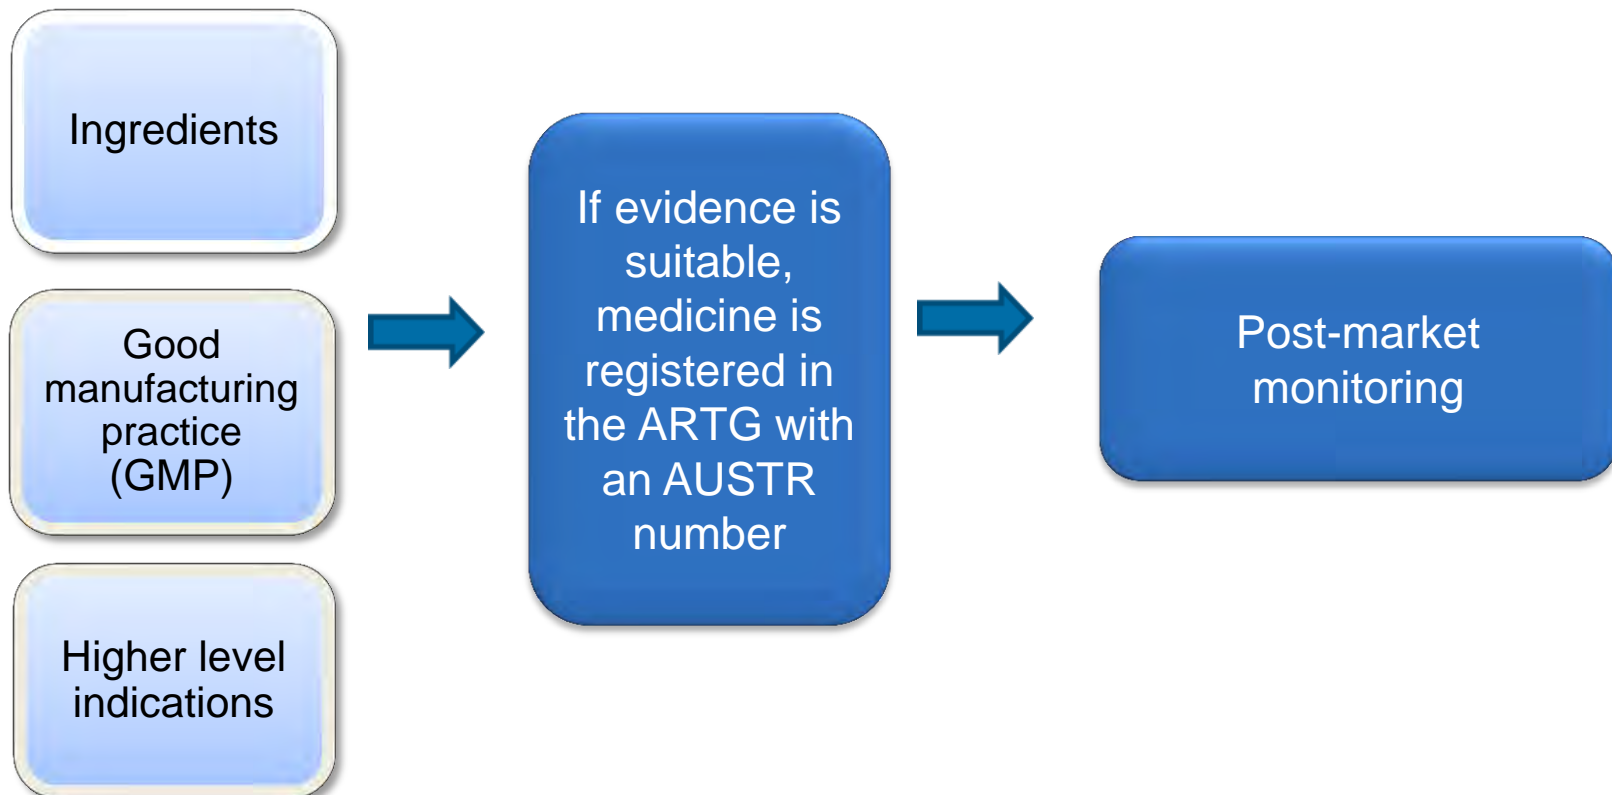 Ingredients
Good
manufacturing
practice
(GMP)
Higher level
indications
If evidence is
suitable,
medicine is
registered in
the ARTG with
an AUSTR
number
Post-market
monitoring